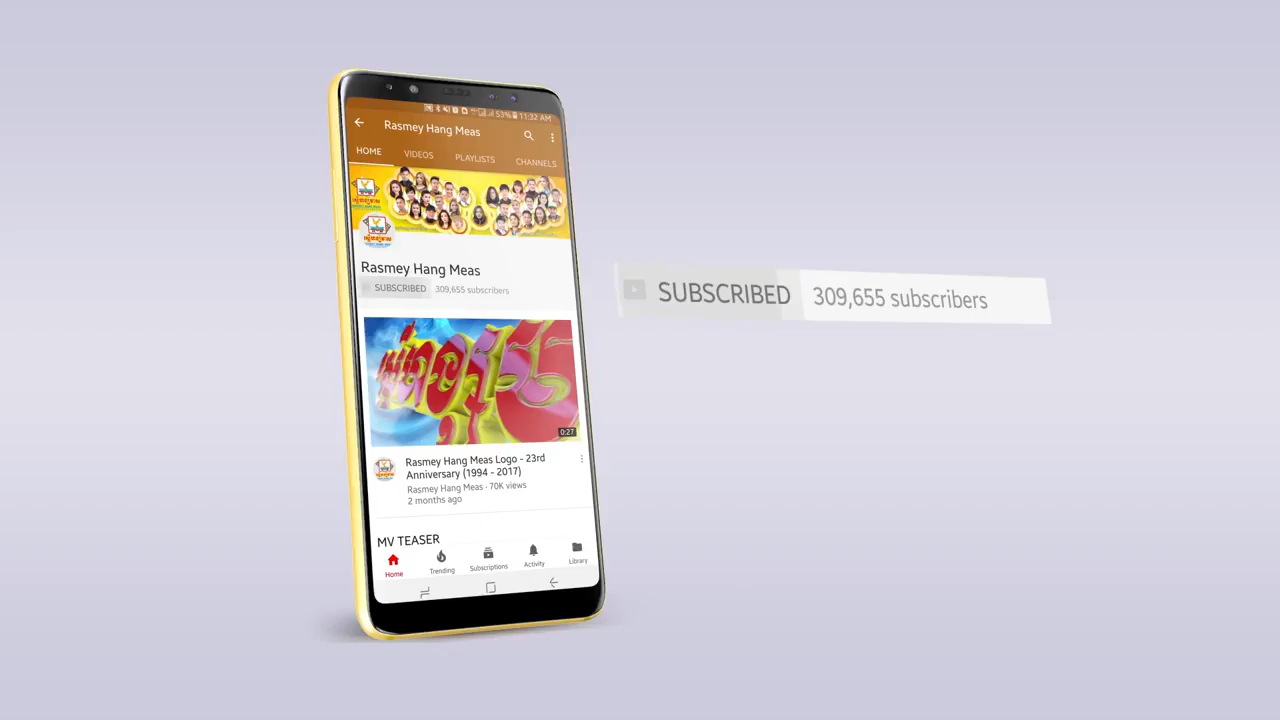 53% 11:32 AM
Rasmey Hang Meas
HOME VIDEOS PLAYLISTS CHANNELS
Rasmey Hang Meas
SUBSCRIBED 309,655 subscribers
SUBSCRIBED 309,655 subscribers
0:27
Rasmey Hang Meas Logo - 23rd
Anniversary (1994 - 2017)
Rasmey Hang Meas · 70K views
2 months ago
MV TEASER
Home Trending Subscriptions Activity Library